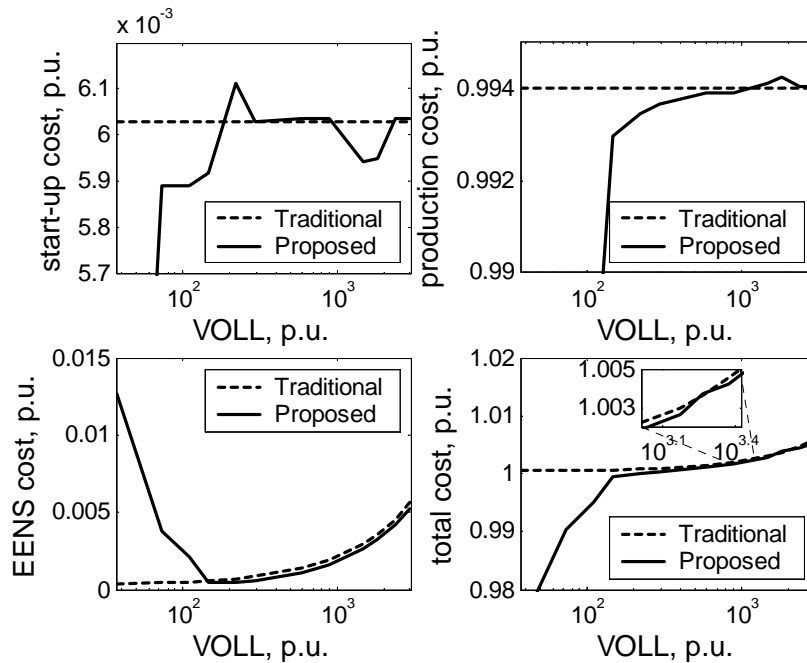 x 10^-3
start-up cost, p.u.
6.1
6
5.9
5.8
5.7
Traditional
Proposed
10^2
10^3
VOLL, p.u.
production cost, p.u.
0.994
0.992
0.99
Traditional
Proposed
10^2
10^3
VOLL, p.u.
EENS cost, p.u.
0.015
0.01
0.005
0
Traditional
Proposed
10^2
10^3
VOLL, p.u.
total cost, p.u.
1.02
1.01
1
0.99
0.98
1.005
1.003
10^3.1
10^3.4
Traditional
Proposed
10^2
10^3
VOLL, p.u.